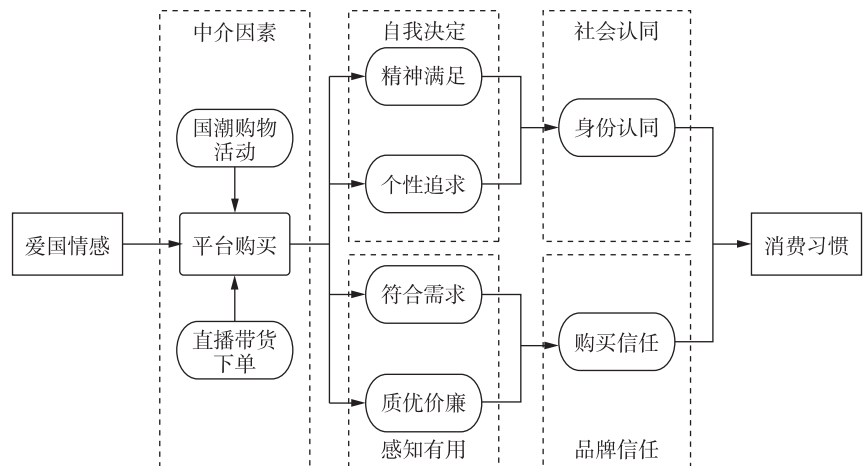 中介因素
自我决定
社会认同
精神满足
国潮购物
活动
身份认同
个性追求
爱国情感
平台购买
消费习惯
符合需求
直播带货
下单
购买信任
质优价廉
感知有用
品牌信任